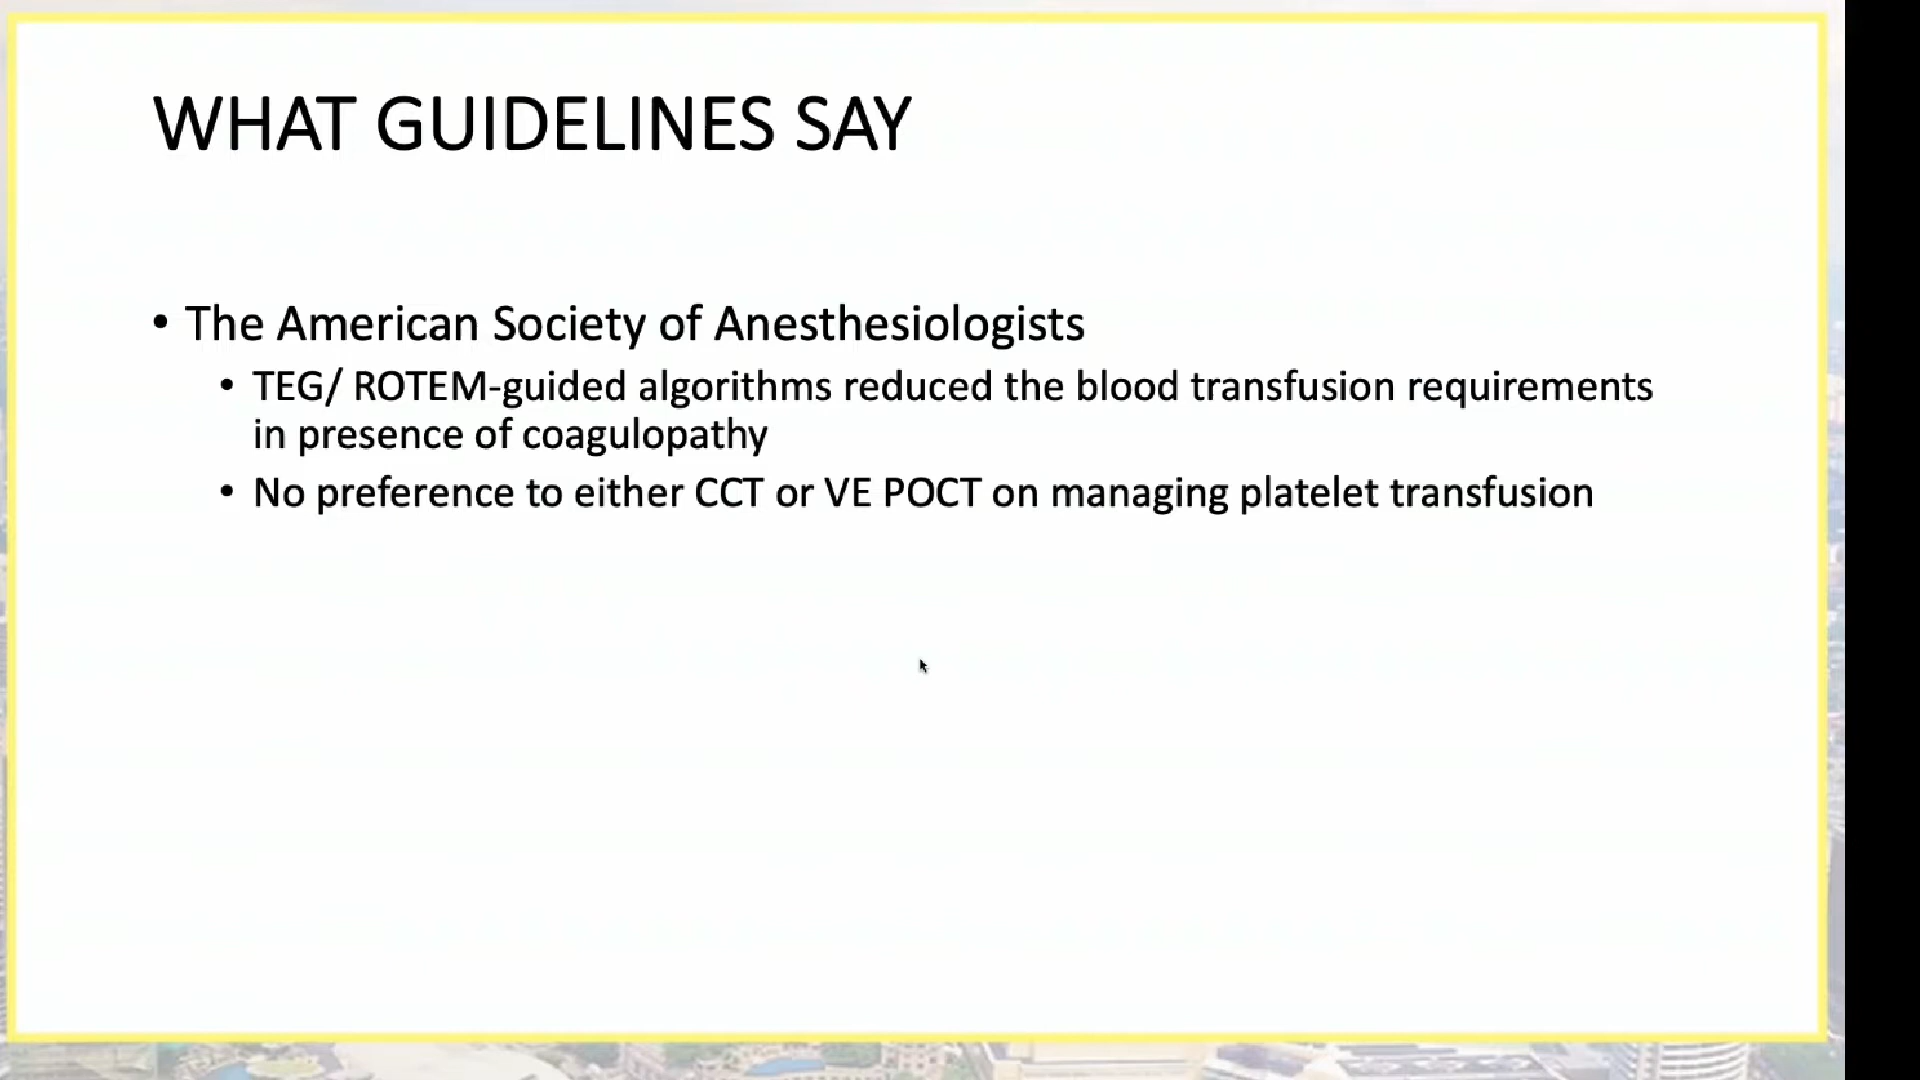 WHAT GUIDELINES SAY
• The American Society of Anesthesiologists
• TEG/ ROTEM-guided algorithms reduced the blood transfusion requirements
in presence of coagulopathy
• No preference to either CCT or VE POCT on managing platelet transfusion